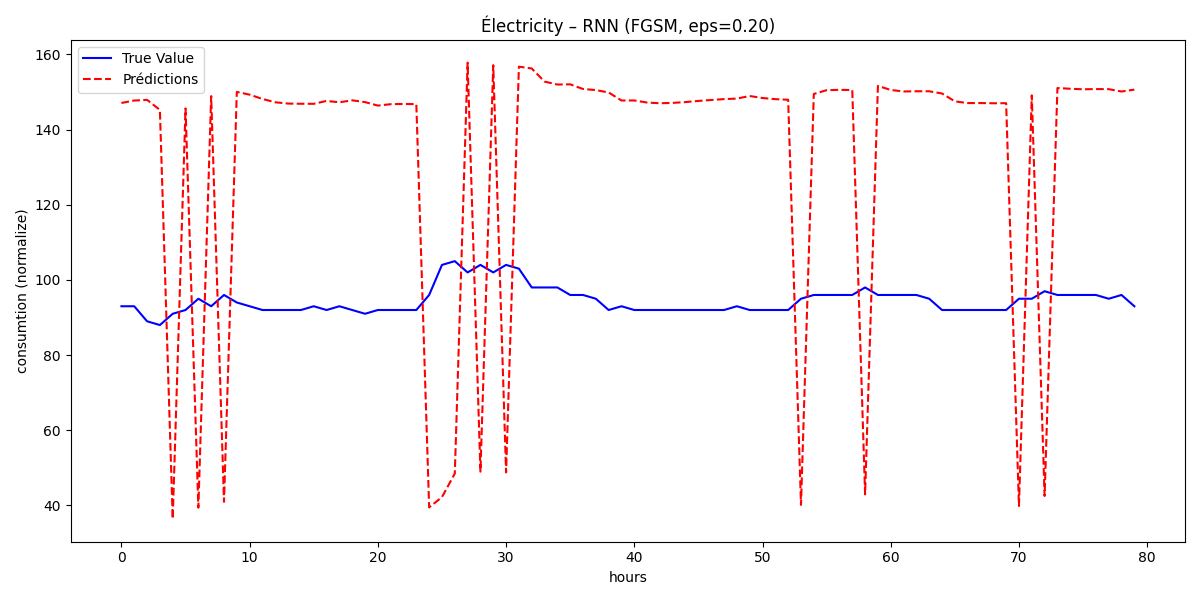 Électricity – RNN (FGSM, eps=0.20)
True Value
Prédictions
consumtion (normalize)
160
140
120
100
80
60
40
0 10 20 30 40 50 60 70 80
hours